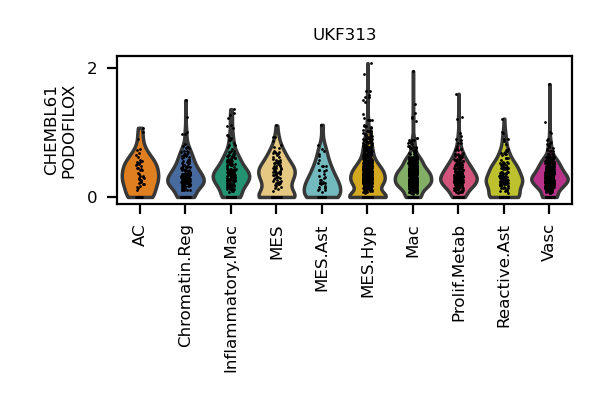 UKF313
CHEMBL61
PODOFILOX
2
0
AC
Chromatin.Reg
Inflammatory.Mac
MES
MES.Ast
MES.Hyp
Mac
Prolif.Metab
Reactive.Ast
Vasc